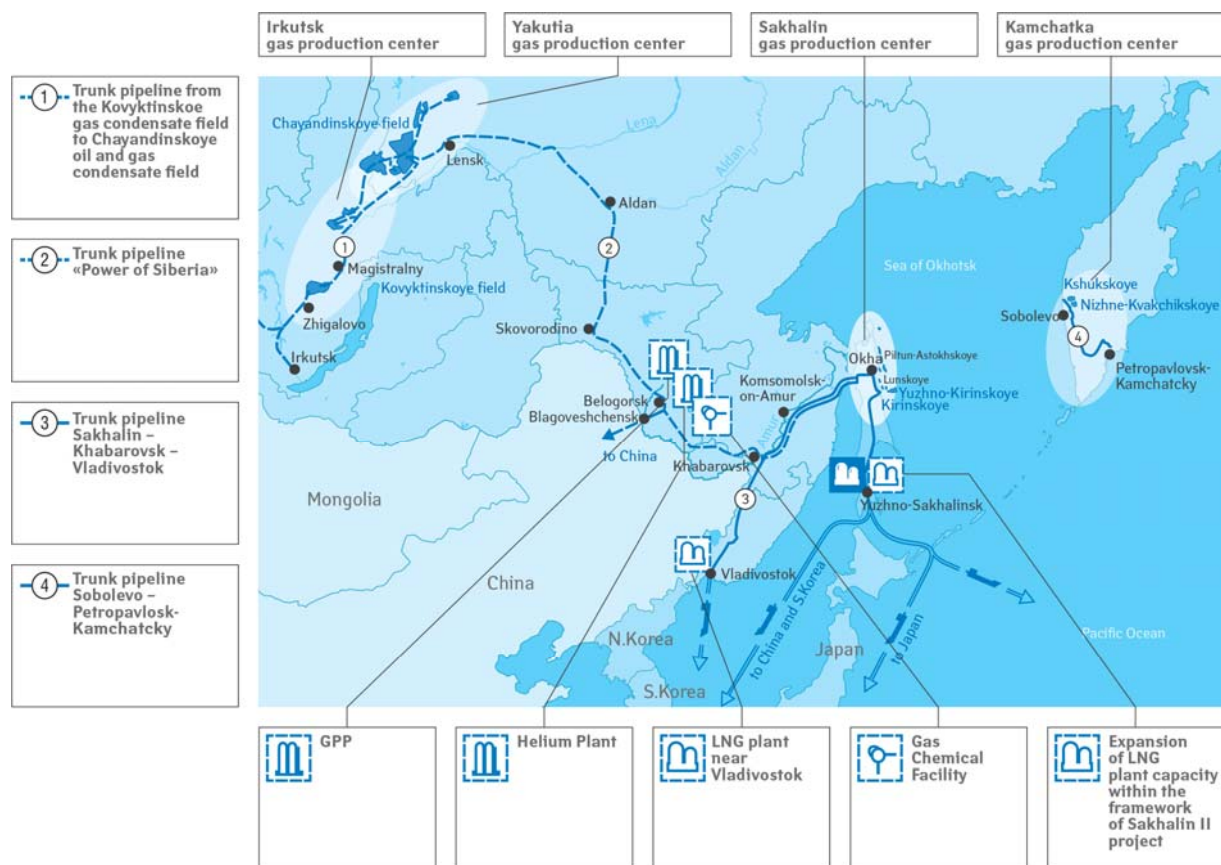 Irkutsk
gas production center
Yakutia
gas production center
Sakhalin
gas production center
Kamchatka
gas production center
1
Trunk pipeline from
the Kovyktinskoe
gas condensate field
to Chayandinskoye
oil and gas
condensate field
2
Trunk pipeline
«Power of Siberia»
3
Trunk pipeline
Sakhalin –
Khabarovsk –
Vladivostok
4
Trunk pipeline
Sobolevo –
Petropavlosk-
Kamchatcky
Chayandinskoye field
Lena
Lensk
Aldan
Aldan
2
1
Magistralny
Kovyktinskoye field
Zhigalovo
Irkutsk
Skovorodino
Sea of Okhotsk
Kshukskoye
Nizhne-Kvakchikskoye
Sobolevo
4
Petropavlovsk-
Kamchatcky
Okha
Piltun-Astokhskoye
Lunskoye
Yuzhno-Kirinskoye
Kirinskoye
Komsomolsk-
on-Amur
Amur
Belogorsk
Blagoveshchensk
to China
Khabarovsk
3
Yuzhno-Sakhalinsk
Mongolia
China
Vladivostok
N.Korea
S.Korea
Japan
to China and S.Korea
to Japan
Pacific Ocean
GPP
Helium Plant
LNG plant
near
Vladivostok
Gas
Chemical
Facility
Expansion
of LNG
plant capacity
within the
framework
of Sakhalin II
project